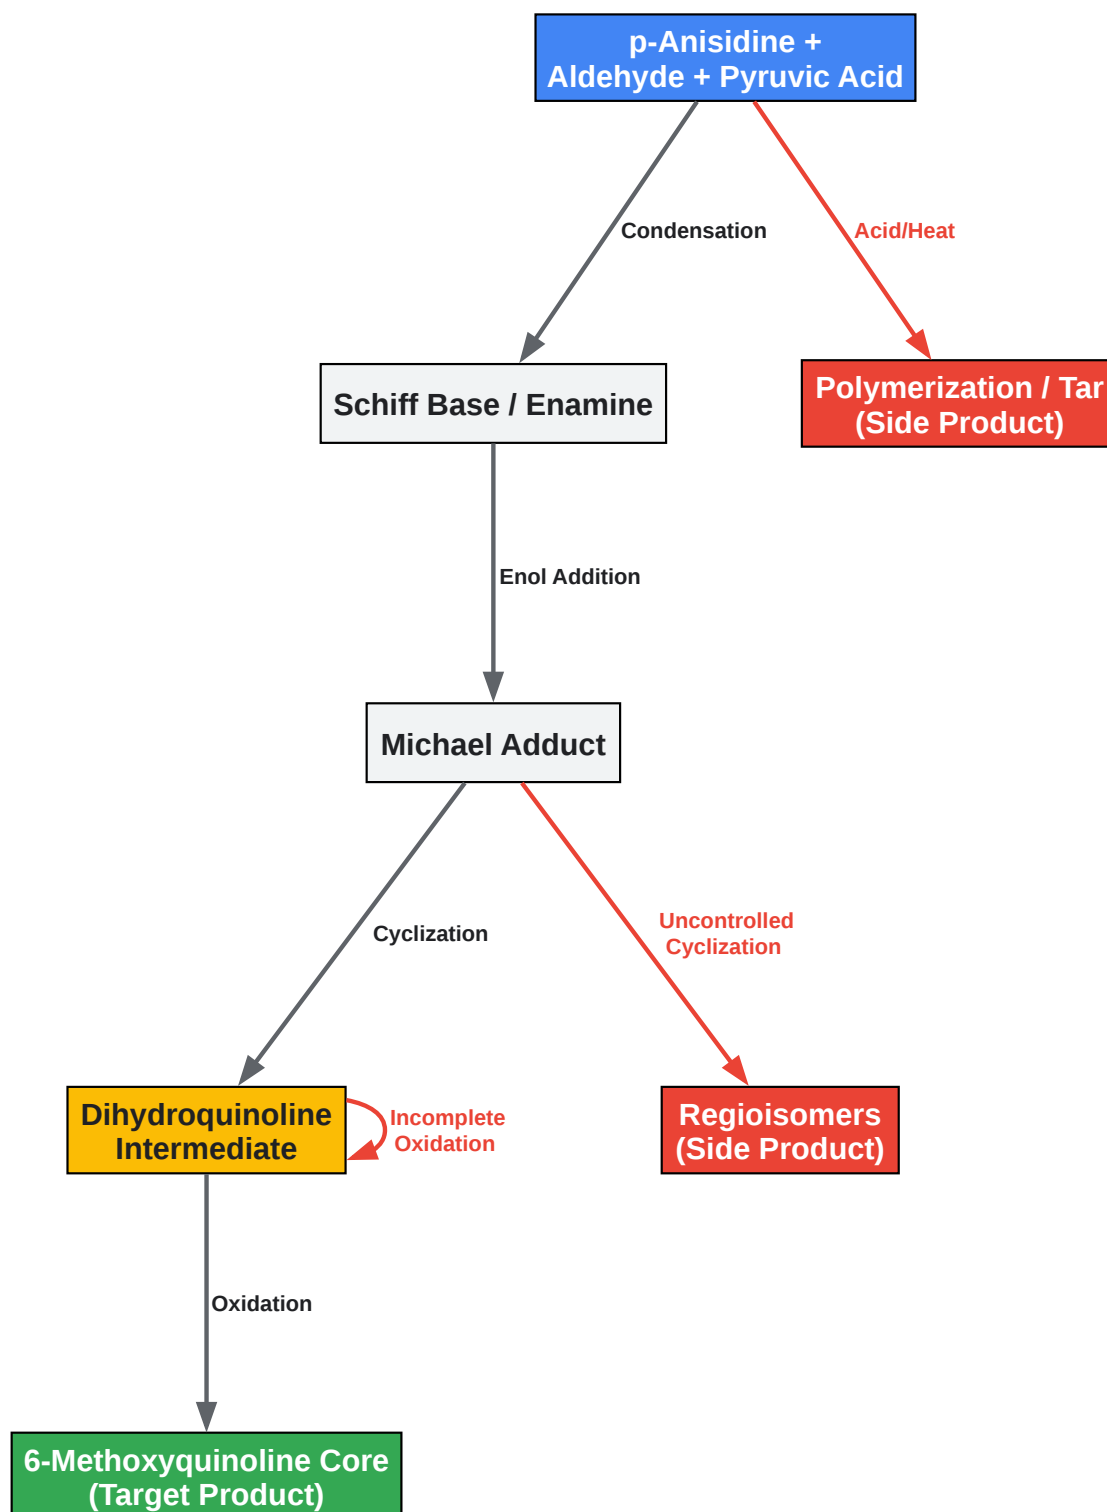 p-Anisidine +
Aldehyde + Pyruvic Acid
Condensation
Acid/Heat
Schiff Base / Enamine
Polymerization / Tar
(Side Product)
Enol Addition
Michael Adduct
Cyclization
Uncontrolled
Cyclization
Dihydroquinoline
Intermediate
Incomplete
Oxidation
Regioisomers
(Side Product)
Oxidation
6-Methoxyquinoline Core
(Target Product)